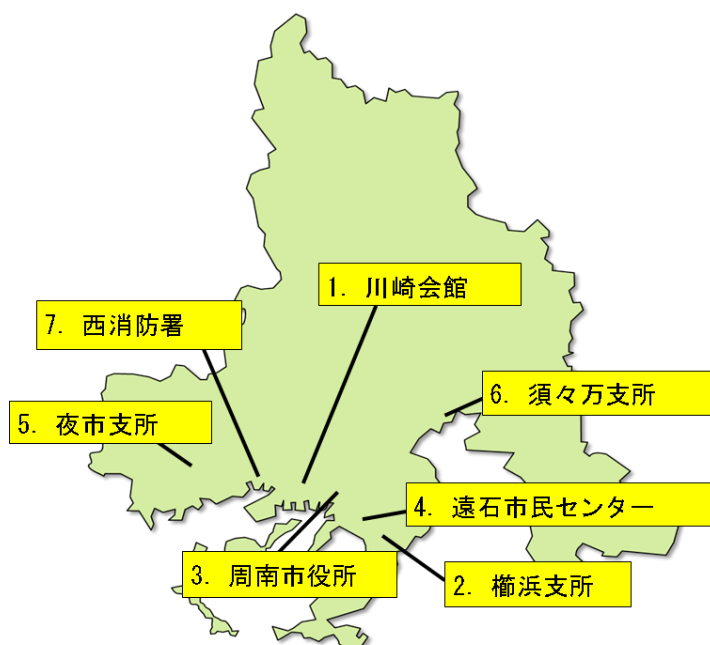 1. 川崎会館
7. 西消防署
6. 須々万支所
5. 夜市支所
4. 遠石市民センター
3. 周南市役所
2. 櫛浜支所